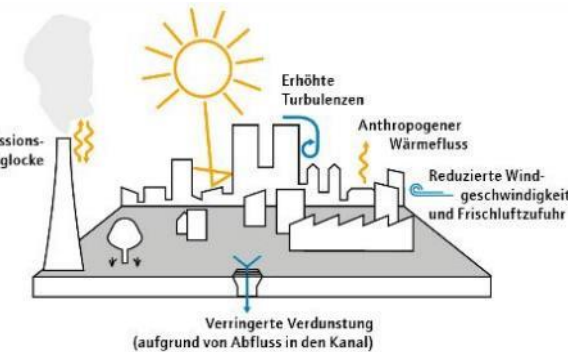 Erhöhte
Turbulenzen
Anthropogener
Wärmefluss
ssions-
glocke
Reduzierte Wind-
geschwindigkeit
und Frischluftzufuhr
Verringerte Verdunstung
(aufgrund von Abfluss in den Kanal)